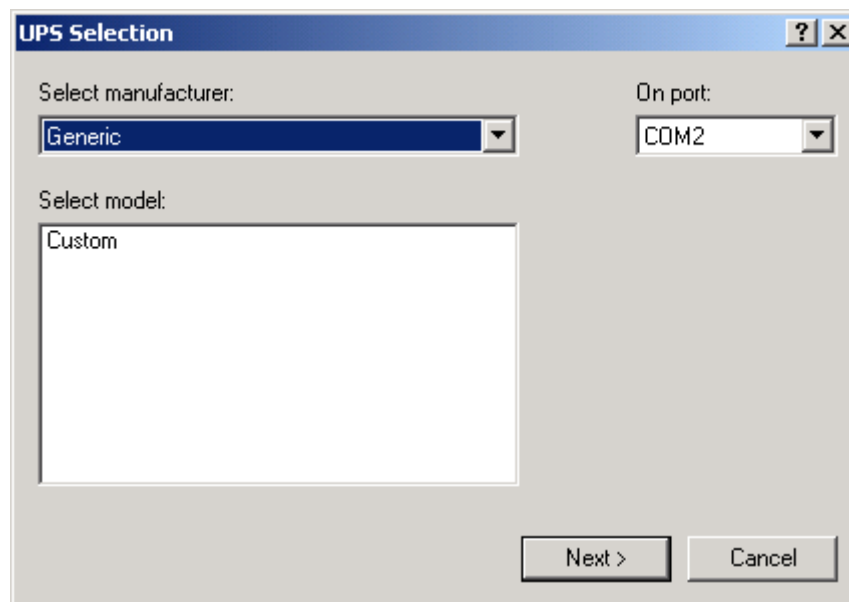 UPS Selection
Select manufacturer:
On port:
Generic
COM2
Select model:
Custom
Next >
Cancel